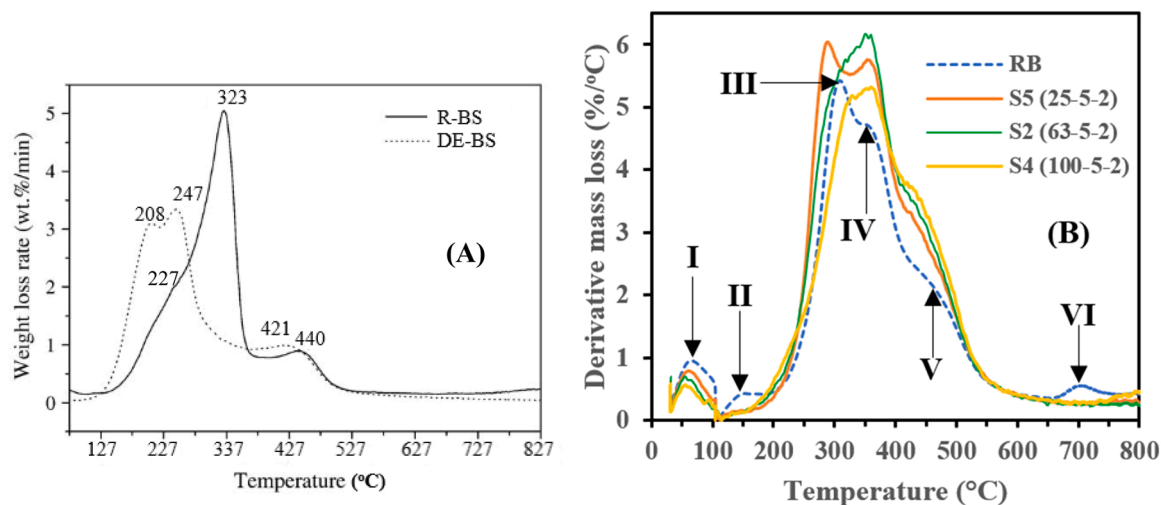 323
5
4
3
2
1
0
Weight loss rate (wt.%/min)
R-BS
DE-BS
208
247
227
421
440
(A)
127 227 337 427 527 627 727 827
Temperature (ºC)
6
5
4
3
2
1
0
Derivative mass loss (%/ºC)
RB
S5 (25-5-2)
S2 (63-5-2)
S4 (100-5-2)
III
IV
(B)
I
II
V
VI
0 100 200 300 400 500 600 700 800
Temperature (°C)